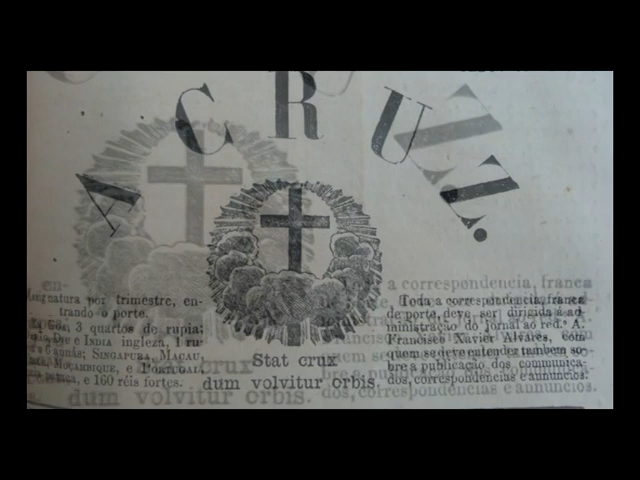 A CRUZ.
Assignatura por trimestre, en-
trando o porte.
Em Goa, 3 quartos de rupia;
e INDIA ingleza, 1 ru-
e 6 annás; SINGAPURA, MACAU,
MOÇAMBIQUE, e PORTUGAL
e 160 réis fortes.
Stat crux
dum volvitur orbis.
Toda a correspondencia, franca
de porte, deve ser dirigida á ad-
ministração do jornal ao red.ᵒʳ A.
Francisco Xavier Alvares, com
quem se deve entender tambem so-
bre a publicação dos communica-
dos, correspondencias e annuncios.